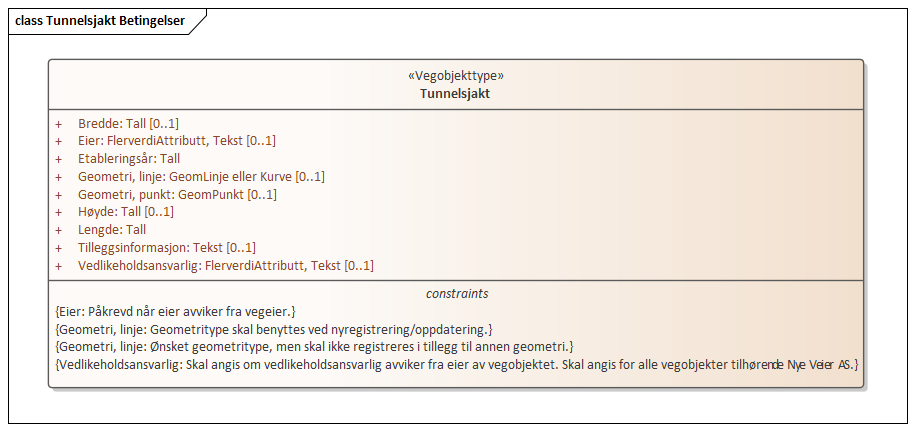 class Tunnelsjakt Betingelser
«Vegobjekttype»
Tunnelsjakt
+ Bredde: Tall [0..1]
+ Eier: FlerverdiAttributt, Tekst [0..1]
+ Etableringsår: Tall
+ Geometri, linje: GeomLinje eller Kurve [0..1]
+ Geometri, punkt: GeomPunkt [0..1]
+ Høyde: Tall [0..1]
+ Lengde: Tall
+ Tilleggsinformasjon: Tekst [0..1]
+ Vedlikeholdsansvarlig: FlerverdiAttributt, Tekst [0..1]
constraints
{Eier: Påkrevd når eier avviker fra vegeier.}
{Geometri, linje: Geometritype skal benyttes ved nyregistrering/oppdatering.}
{Geometri, linje: Ønsket geometritype, men skal ikke registreres i tillegg til annen geometri.}
{Vedlikeholdsansvarlig: Skal angis om vedlikeholdsansvarlig avviker fra eier av vegobjektet. Skal angis for alle vegobjekter tilhørende Nye Veier AS.}